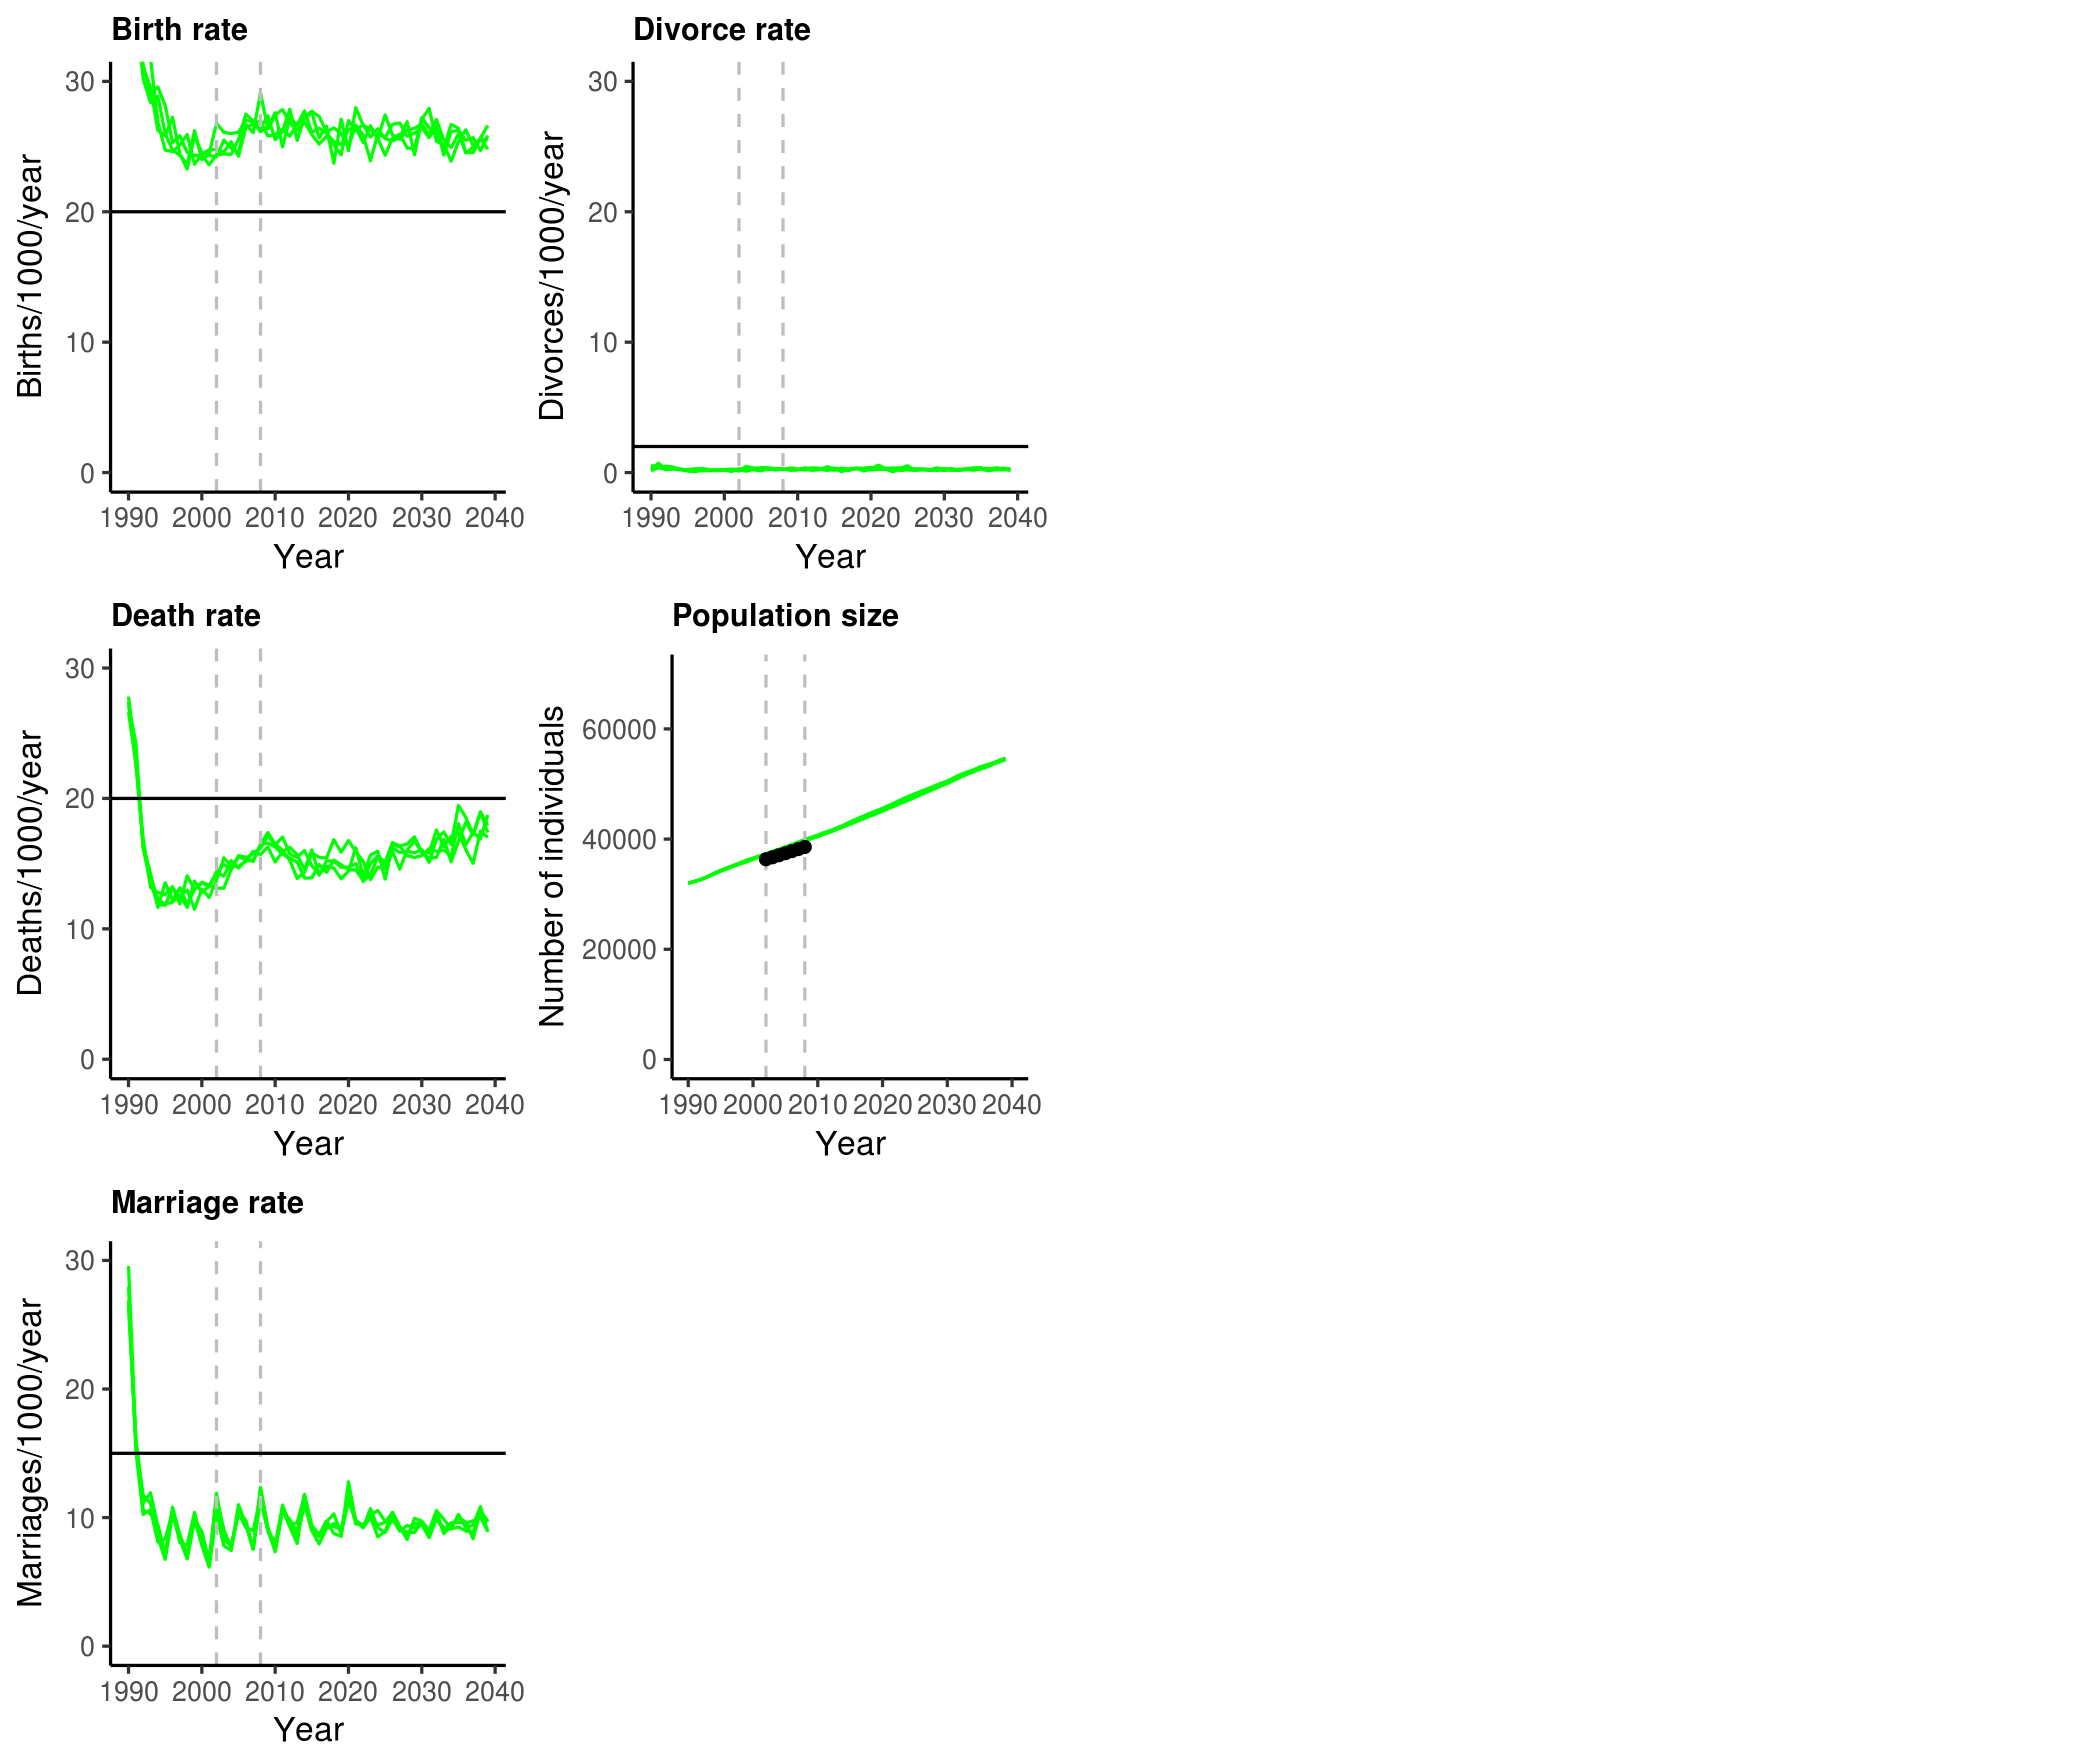 Birth rate
Births/1000/year
30
20
10
0
1990 2000 2010 2020 2030 2040
Year
Divorce rate
Divorces/1000/year
30
20
10
0
1990 2000 2010 2020 2030 2040
Year
Death rate
Deaths/1000/year
30
20
10
0
1990 2000 2010 2020 2030 2040
Year
Population size
Number of individuals
60000
40000
20000
0
1990 2000 2010 2020 2030 2040
Year
Marriage rate
Marriages/1000/year
30
20
10
0
1990 2000 2010 2020 2030 2040
Year